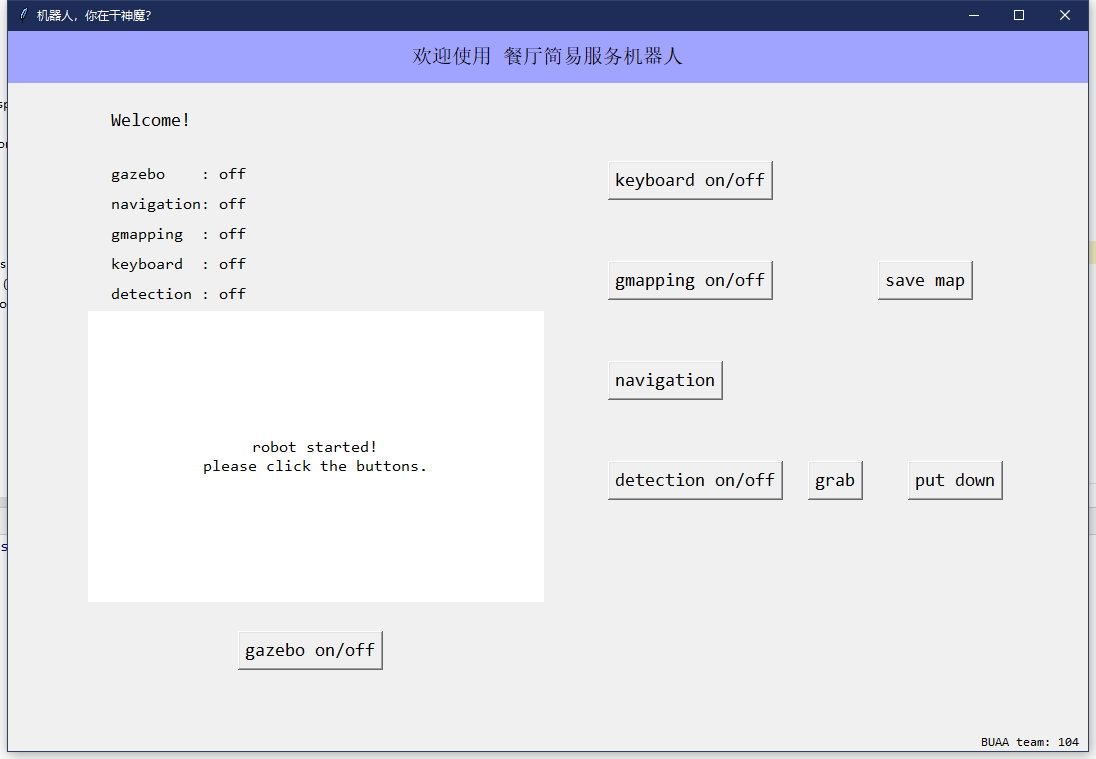 机器人，你在干神魔?
欢迎使用 餐厅简易服务机器人
Welcome!
gazebo    : off
navigation: off
gmapping  : off
keyboard  : off
detection : off
robot started!
please click the buttons.
gazebo on/off
keyboard on/off
gmapping on/off
save map
navigation
detection on/off
grab
put down
BUAA team: 104